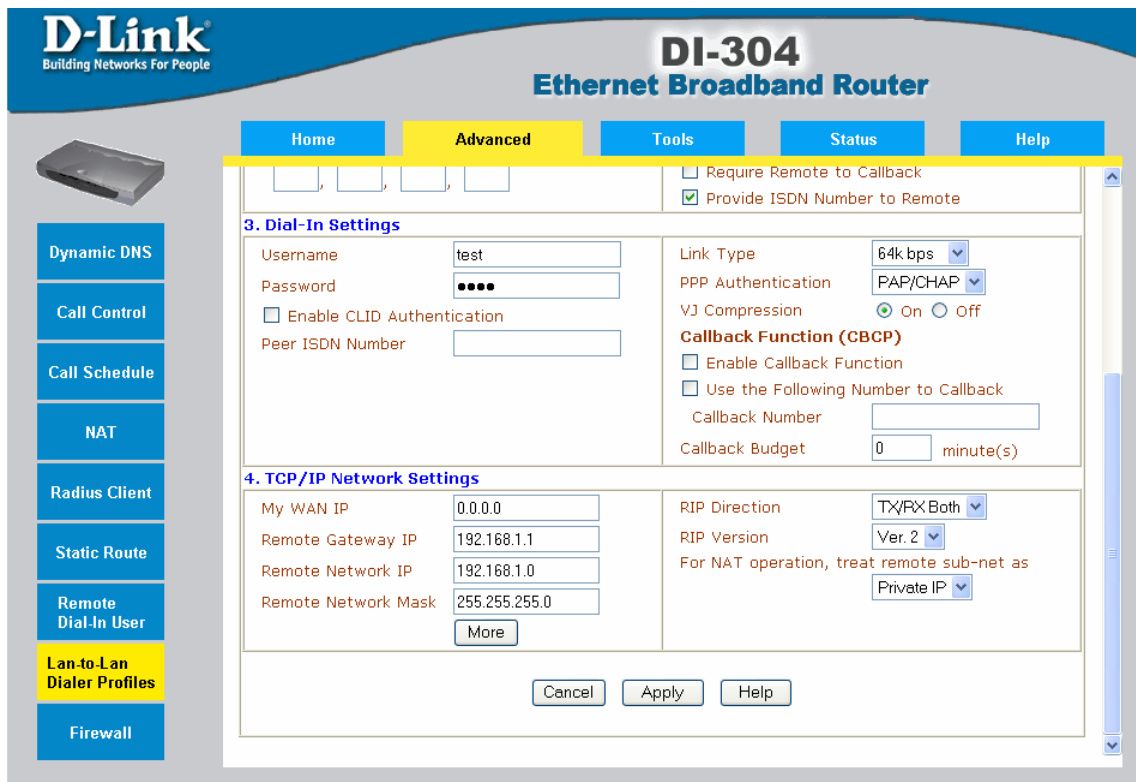 D-Link
Building Networks For People
DI-304
Ethernet Broadband Router
Home
Advanced
Tools
Status
Help
Dynamic DNS
Call Control
Call Schedule
NAT
Radius Client
Static Route
Remote
Dial-In User
Lan-to-Lan
Dialer Profiles
Firewall
, , ,
Require Remote to Callback
Provide ISDN Number to Remote
3. Dial-In Settings
Username test
Password ●●●●
Enable CLID Authentication
Peer ISDN Number
Link Type 64k bps
PPP Authentication PAP/CHAP
VJ Compression On Off
Callback Function (CBCP)
Enable Callback Function
Use the Following Number to Callback
Callback Number
Callback Budget 0 minute(s)
4. TCP/IP Network Settings
My WAN IP 0.0.0.0
Remote Gateway IP 192.168.1.1
Remote Network IP 192.168.1.0
Remote Network Mask 255.255.255.0
More
RIP Direction TX/RX Both
RIP Version Ver. 2
For NAT operation, treat remote sub-net as
Private IP
Cancel Apply Help